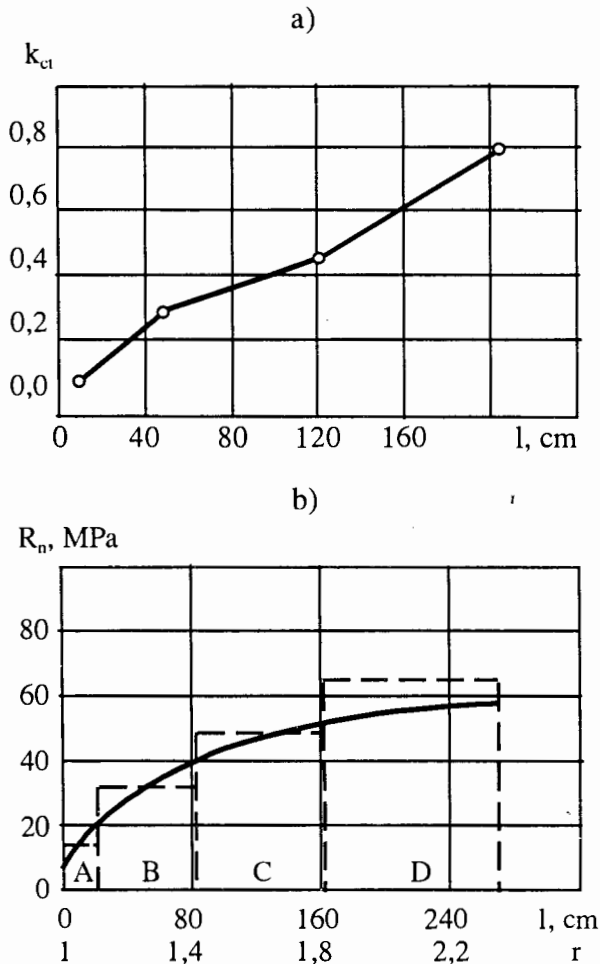 a)
k_ct
0,8
0,6
0,4
0,2
0,0
0 40 80 120 160 l, cm
b)
R_n, MPa
80
60
40
20
0
A B C D
0 80 160 240 l, cm
1 1,4 1,8 2,2 r